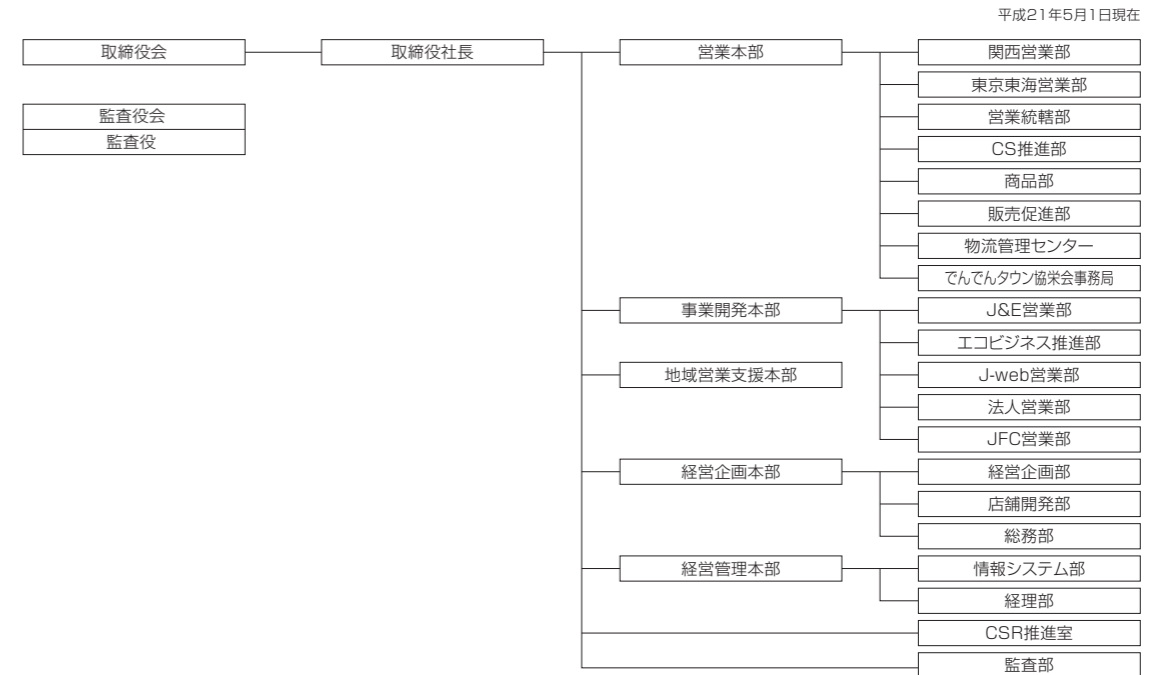 平成21年5月1日現在
取締役会
取締役社長
営業本部
関西営業部
東京東海営業部
監査役会
監査役
営業統轄部
CS推進部
商品部
販売促進部
物流管理センター
でんでんタウン協栄会事務局
事業開発本部
J&E営業部
エコビジネス推進部
地域営業支援本部
J-web営業部
法人営業部
JFC営業部
経営企画本部
経営企画部
店舗開発部
総務部
経営管理本部
情報システム部
経理部
CSR推進室
監査部